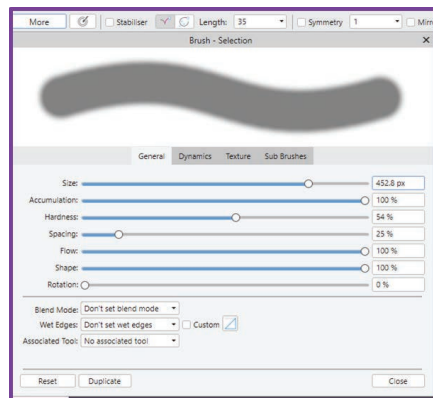 More Stabiliser Length: 35 Symmetry 1 Mirr
Brush - Selection
General Dynamics Texture Sub Brushes
Size: 452.8 px
Accumulation: 100 %
Hardness: 54 %
Spacing: 25 %
Flow: 100 %
Shape: 100 %
Rotation: 0 %
Blend Mode: Don't set blend mode
Wet Edges: Don't set wet edges Custom
Associated Tool: No associated tool
Reset Duplicate Close